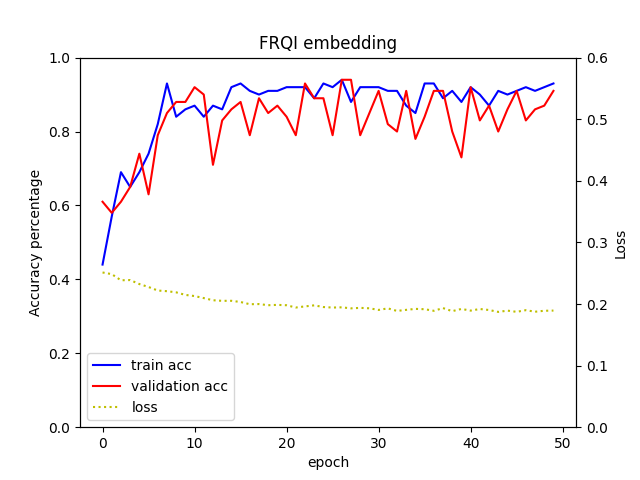 FRQI embedding
1.0
0.8
0.6
0.4
0.2
0.0
Accuracy percentage
0.6
0.5
0.4
0.3
0.2
0.1
0.0
Loss
train acc
validation acc
loss
0 10 20 30 40 50
epoch